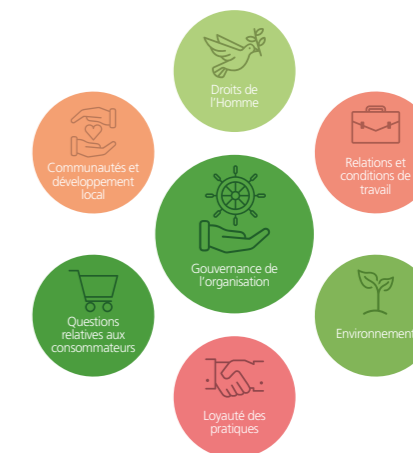 Droits de
l'Homme
Communautés et
développement
local
Relations et
conditions de
travail
Gouvernance de
l'organisation
Questions
relatives aux
consommateurs
Environnement
Loyauté des
pratiques